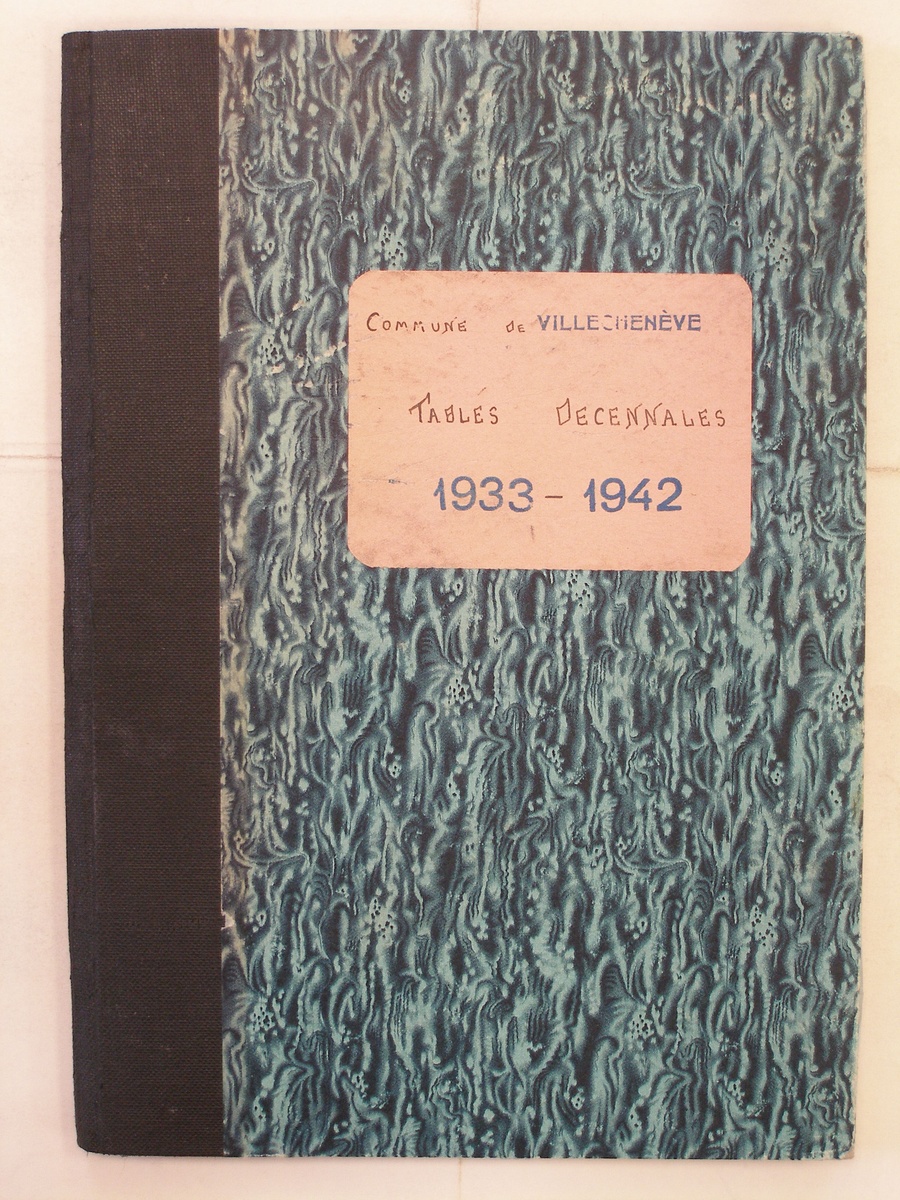 COMMUNE DE VILLECHENÈVE
TABLES DECENNALES
1933 - 1942